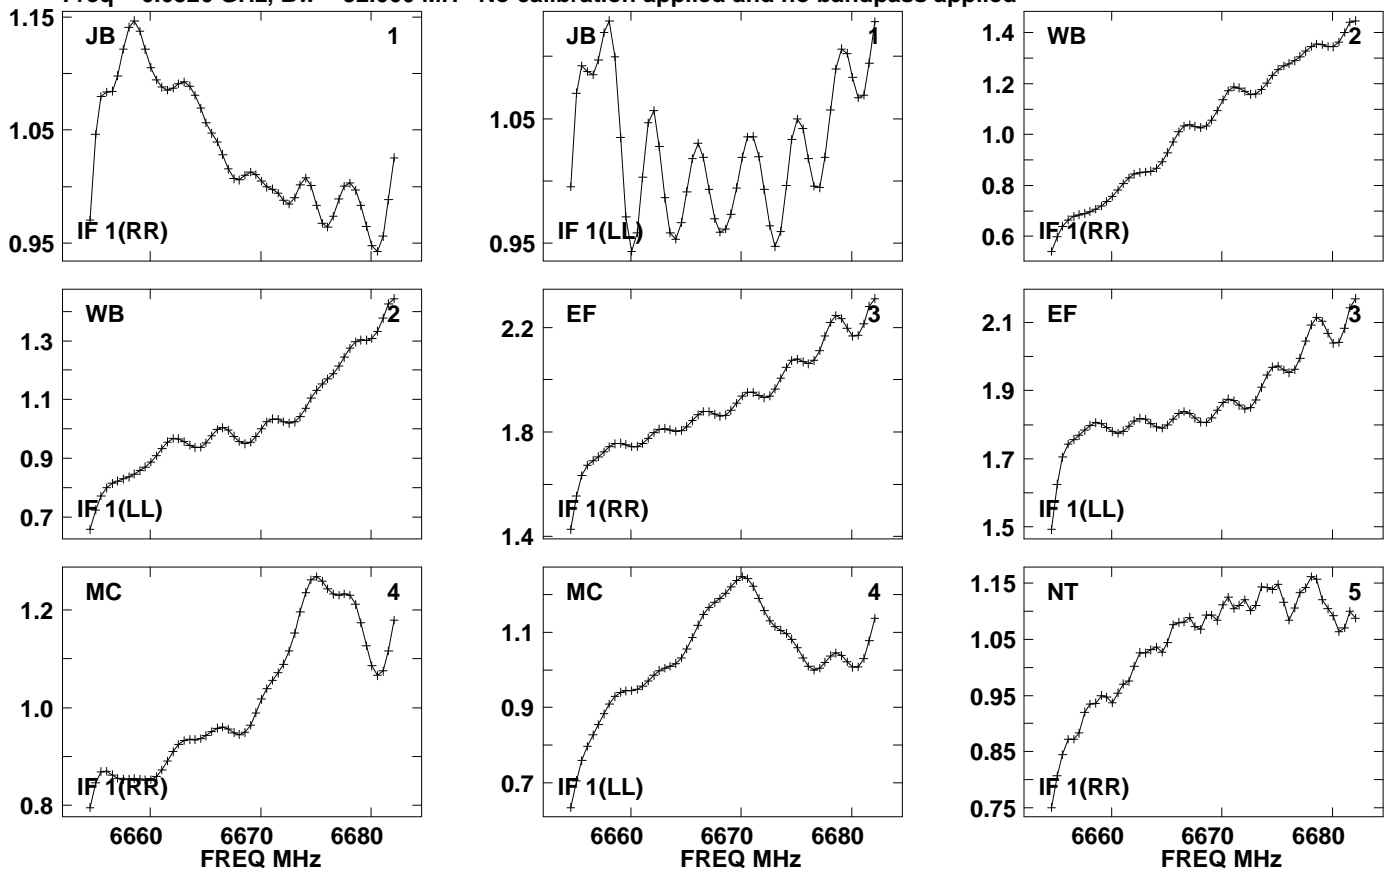 No calibration applied and no bandpass applied
JB 1
IF 1(RR)
1.15
1.05
0.95
JB 1
IF 1(LL)
1.05
0.95
WB 2
IF 1(RR)
1.4
1.2
1.0
0.8
0.6
WB 2
IF 1(LL)
1.3
1.1
0.9
0.7
EF 3
IF 1(RR)
2.2
1.8
1.4
EF 3
IF 1(LL)
2.1
1.9
1.7
1.5
MC 4
IF 1(RR)
1.2
1.0
0.8
6660 6670 6680
FREQ MHz
MC 4
IF 1(LL)
1.1
0.9
0.7
6660 6670 6680
FREQ MHz
NT 5
IF 1(RR)
1.15
1.05
0.95
0.85
0.75
6660 6670 6680
FREQ MHz